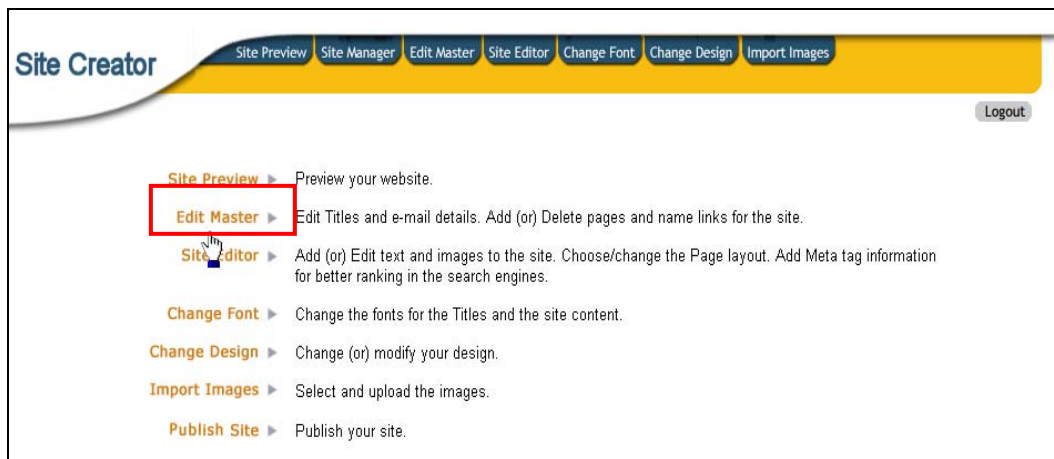 Site Creator
Site Preview Site Manager Edit Master Site Editor Change Font Change Design Import Images
Logout
Site Preview Preview your website.
Edit Master Edit Titles and e-mail details. Add (or) Delete pages and name links for the site.
Site Editor Add (or) Edit text and images to the site. Choose/change the Page layout. Add Meta tag information
for better ranking in the search engines.
Change Font Change the fonts for the Titles and the site content.
Change Design Change (or) modify your design.
Import Images Select and upload the images.
Publish Site Publish your site.